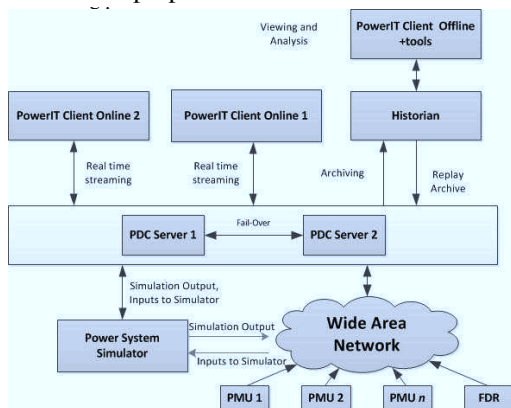 Viewing and
Analysis
PowerIT Client Offline
+tools
PowerIT Client Online 2
PowerIT Client Online 1
Historian
Real time
streaming
Real time
streaming
Archiving
Replay
Archive
PDC Server 1
Fail-Over
PDC Server 2
Simulation Output,
Inputs to Simulator
Power System
Simulator
Simulation Output
Inputs to Simulator
Wide Area
Network
PMU 1
PMU 2
PMU n
FDR